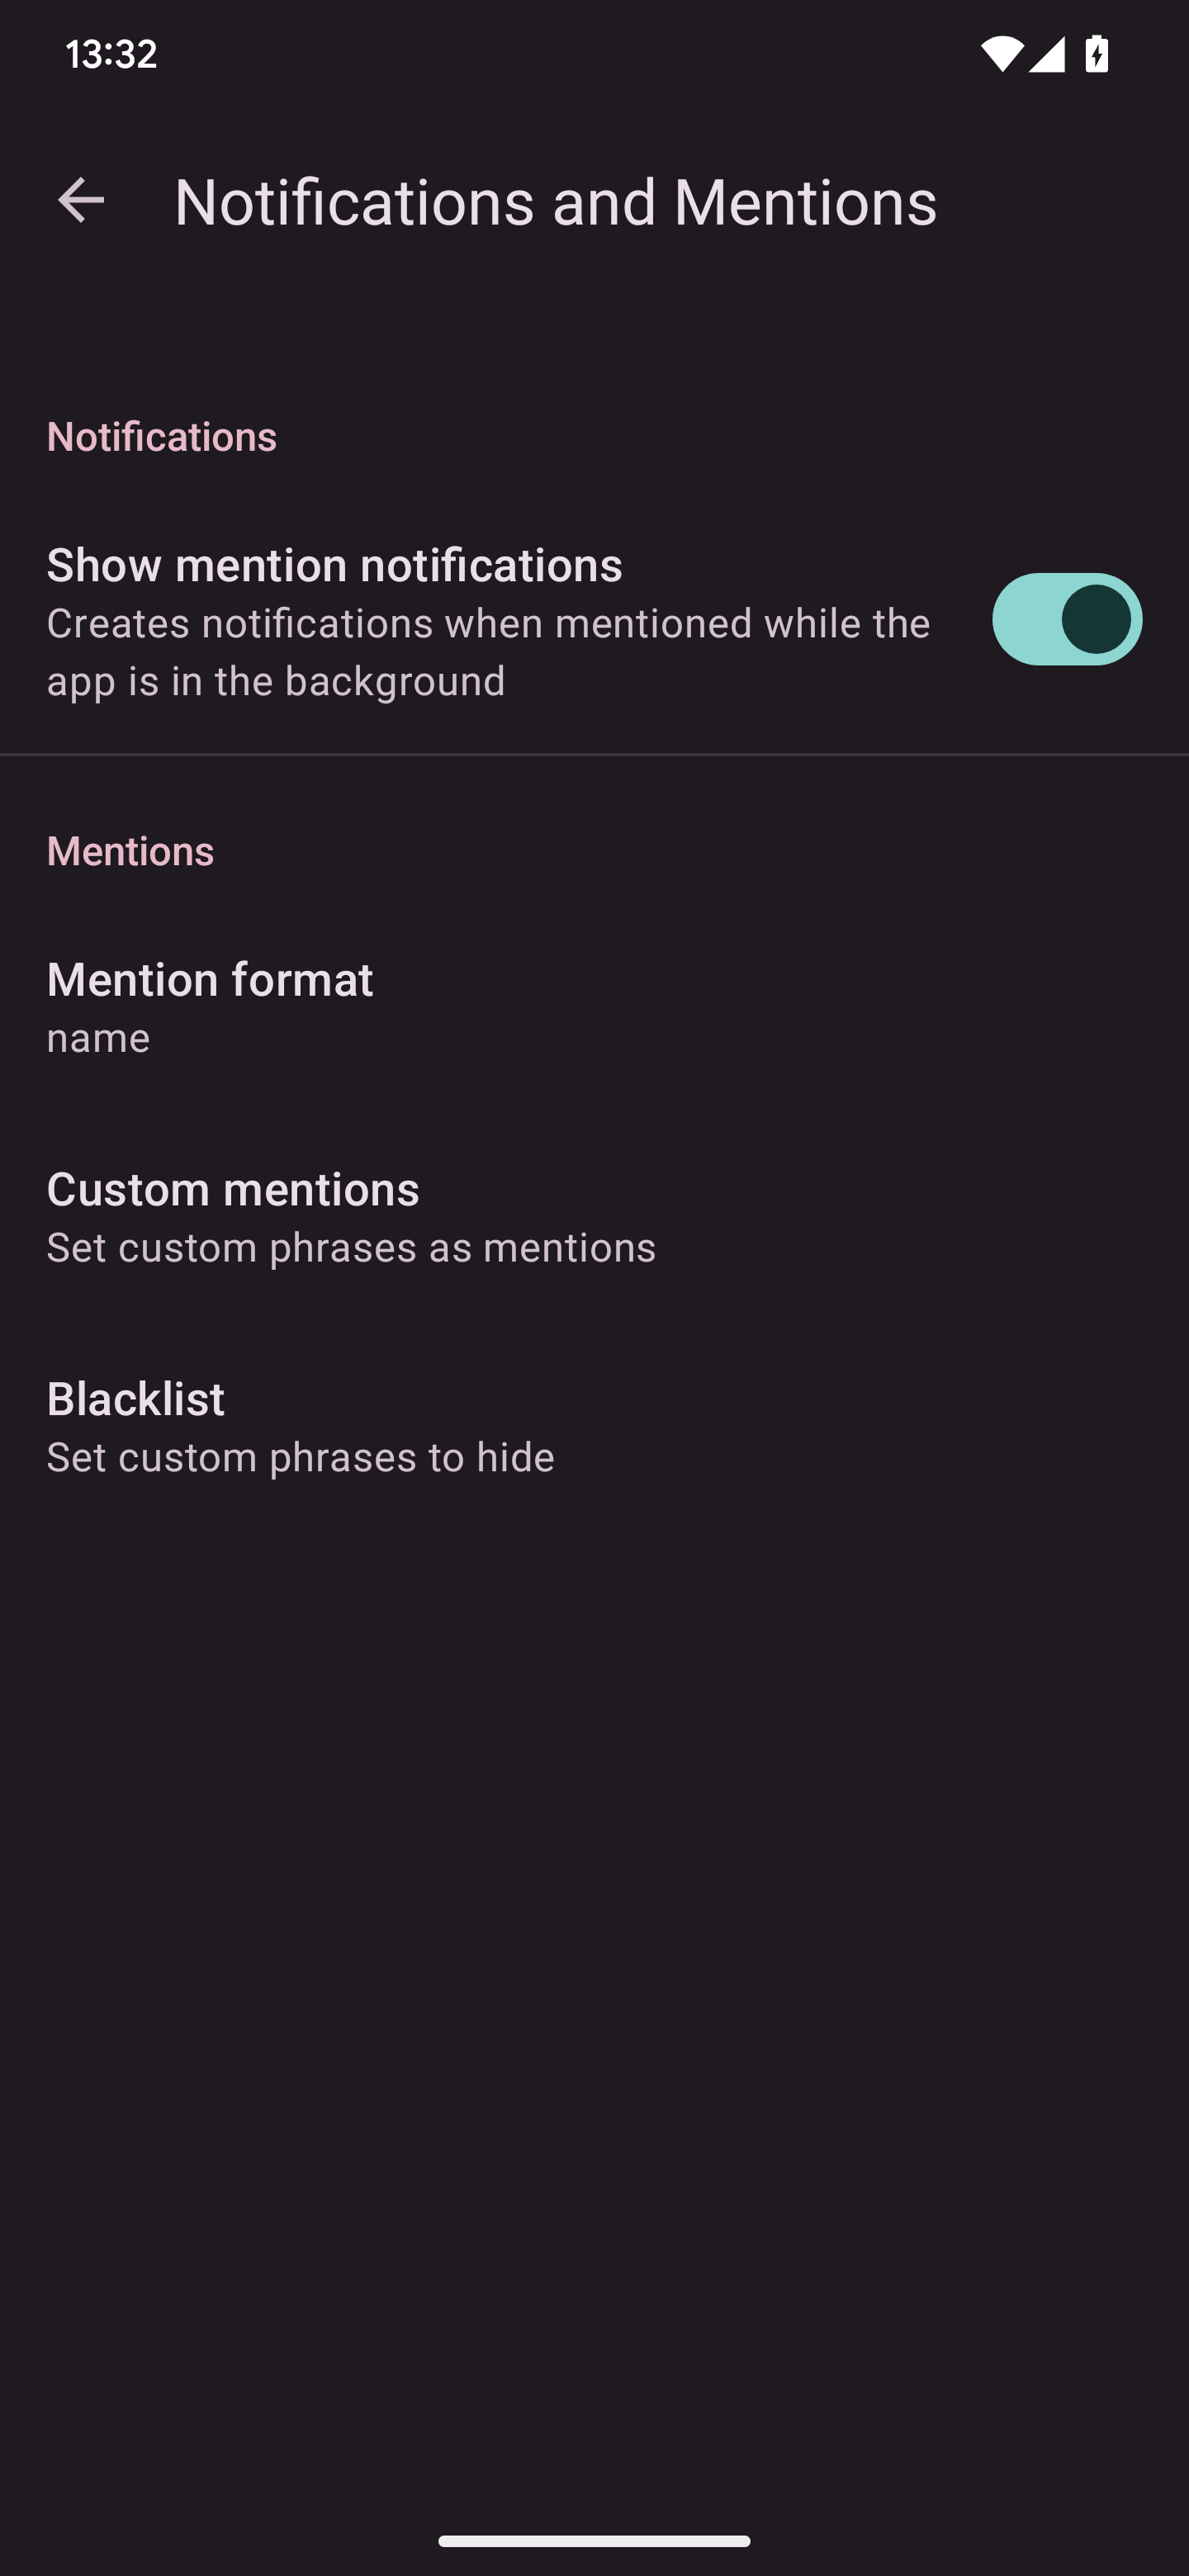 13:32
Notifications and Mentions
Notifications
Show mention notifications
Creates notifications when mentioned while the
app is in the background
Mentions
Mention format
name
Custom mentions
Set custom phrases as mentions
Blacklist
Set custom phrases to hide